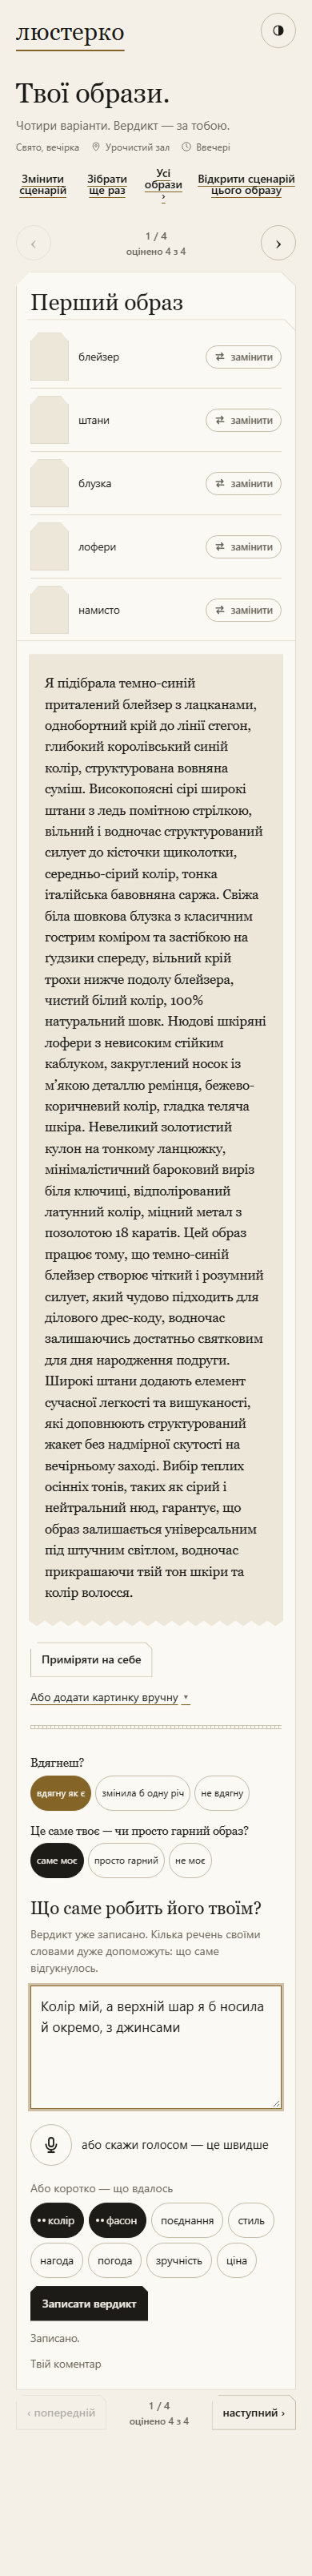 люстерко
Твої образи.
Чотири варіанти. Вердикт — за тобою.
Свято, вечірка Урочистий зал Ввечері
Змінити сценарій
Зібрати ще раз
Усі образи ›
Відкрити сценарій цього образу
‹ 1 / 4 ›
оцінено 4 з 4
Перший образ
блейзер замінити
штани замінити
блузка замінити
лофери замінити
намисто замінити
Я підібрала темно-синій
приталений блейзер з лацканами,
однобортний крій до лінії стегон,
глибокий королівський синій
колір, структурована вовняна
суміш. Високопоясні сірі широкі
штани з ледь помітною стрілкою,
вільний і водночас структурований
силует до кісточки щиколотки,
середньо-сірий колір, тонка
італійська бавовняна саржа. Свіжа
біла шовкова блузка з класичним
гострим коміром та застібкою на
ґудзики спереду, вільний крій
трохи нижче подолу блейзера,
чистий білий колір, 100%
натуральний шовк. Нюдові шкіряні
лофери з невисоким стійким
каблуком, закруглений носок із
м’якою деталлю ремінця, бежево-
коричневий колір, гладка теляча
шкіра. Невеликий золотистий
кулон на тонкому ланцюжку,
мінімалістичний бароковий виріз
біля ключиці, відполірований
латунний колір, міцний метал з
позолотою 18 каратів. Цей образ
працює тому, що темно-синій
блейзер створює чіткий і розумний
силует, який чудово підходить для
ділового дрес-коду, водночас
залишаючись достатньо святковим
для дня народження подруги.
Широкі штани додають елемент
сучасної легкості та вишуканості,
які доповнюють структурований
жакет без надмірної скутості на
вечірньому заході. Вибір теплих
осінніх тонів, таких як сірий і
нейтральний нюд, гарантує, що
образ залишається універсальним
під штучним світлом, водночас
прикрашаючи твій тон шкіри та
колір волосся.
Приміряти на себе
Або додати картинку вручну
Вдягнеш?
вдягну як є змінила б одну річ не вдягну
Це саме твоє — чи просто гарний образ?
саме моє просто гарний не моє
Що саме робить його твоїм?
Вердикт уже записано. Кілька речень своїми
словами дуже допоможуть: що саме
відгукнулось.
Колір мій, а верхній шар я б носила
й окремо, з джинсами
або скажи голосом — це швидше
Або коротко — що вдалось
колір фасон поєднання стиль
нагода погода зручність ціна
Записати вердикт
Записано.
Твій коментар
‹ попередній 1 / 4 наступний ›
оцінено 4 з 4